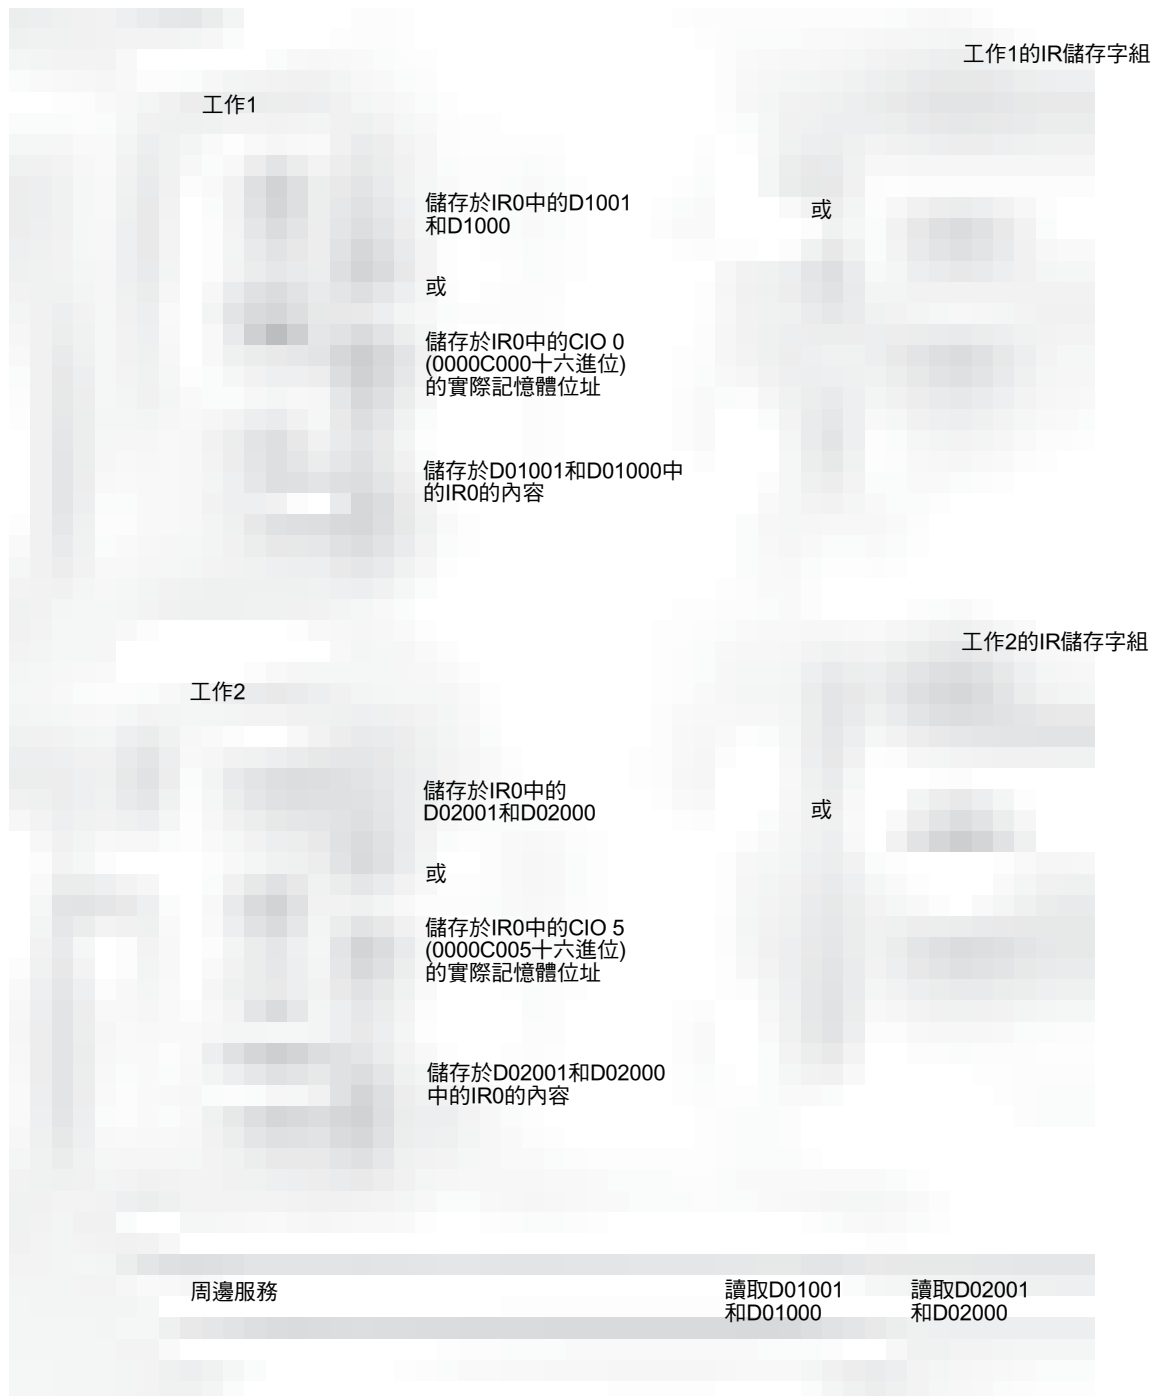 工作1的IR儲存字組
工作1
儲存於IR0中的D1001
和D1000
或
或
儲存於IR0中的CIO 0
(0000C000十六進位)
的實際記憶體位址
儲存於D01001和D01000中
的IR0的內容
工作2的IR儲存字組
工作2
儲存於IR0中的
D02001和D02000
或
或
儲存於IR0中的CIO 5
(0000C005十六進位)
的實際記憶體位址
儲存於D02001和D02000
中的IR0的內容
周邊服務
讀取D01001
和D01000
讀取D02001
和D02000